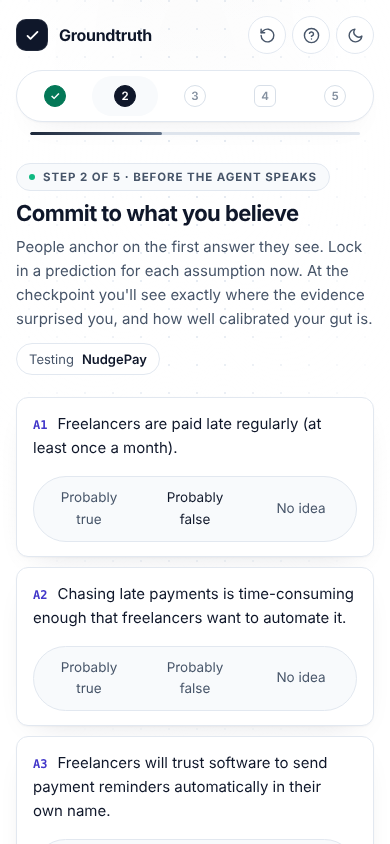 Groundtruth
2
3
4
5
STEP 2 OF 5 · BEFORE THE AGENT SPEAKS
Commit to what you believe
People anchor on the first answer they see. Lock
in a prediction for each assumption now. At the
checkpoint you'll see exactly where the evidence
surprised you, and how well calibrated your gut is.
Testing NudgePay
A1 Freelancers are paid late regularly (at
least once a month).
Probably true
Probably false
No idea
A2 Chasing late payments is time-consuming
enough that freelancers want to automate it.
Probably true
Probably false
No idea
A3 Freelancers will trust software to send
payment reminders automatically in their
own name.